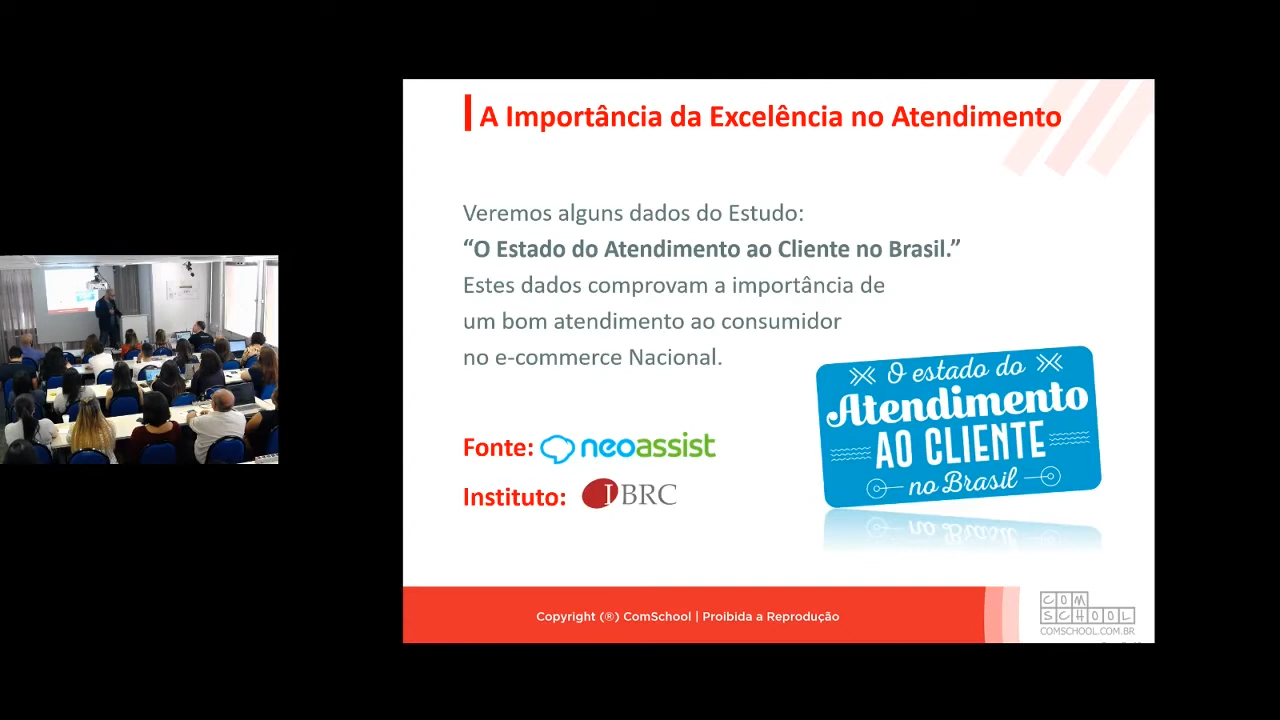 A Importância da Excelência no Atendimento
Veremos alguns dados do Estudo:
“O Estado do Atendimento ao Cliente no Brasil.”
Estes dados comprovam a importância de
um bom atendimento ao consumidor
no e-commerce Nacional.
O estado do
Atendimento
AO CLIENTE
no Brasil
Fonte: neoassist
Instituto: IBRC
Copyright (®) ComSchool | Proibida a Reprodução
COM
SCHOOL
COMSCHOOL.COM.BR